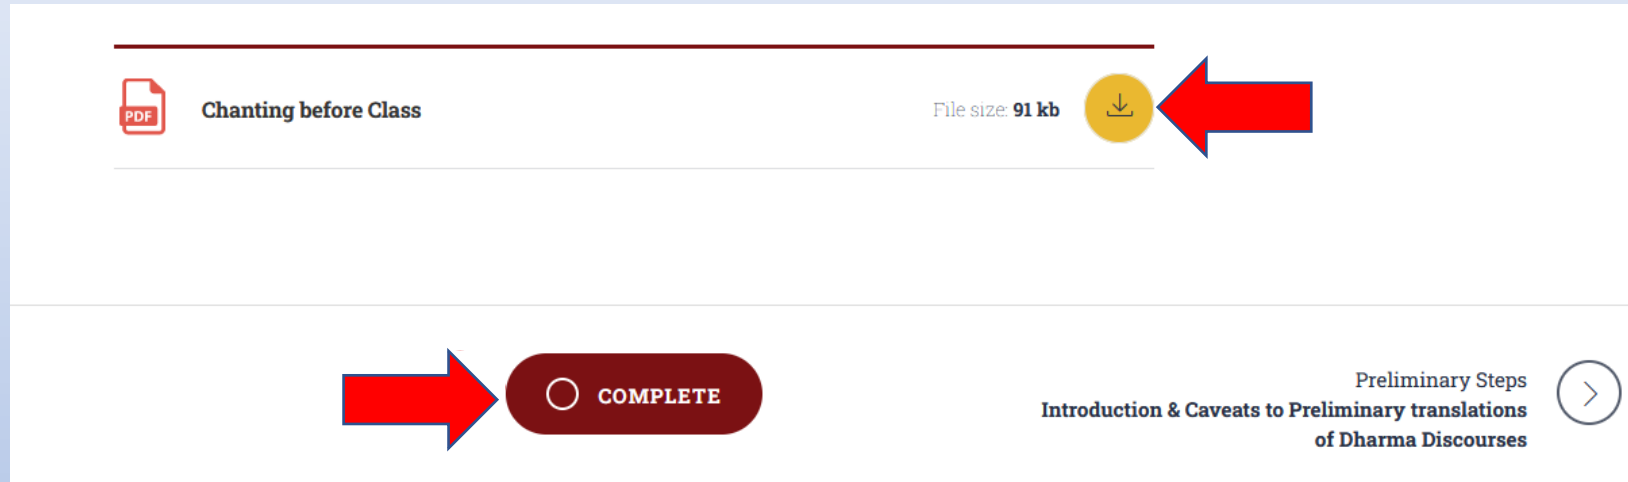 PDF
Chanting before Class
File size: 91 kb
COMPLETE
Preliminary Steps
Introduction & Caveats to Preliminary translations
of Dharma Discourses